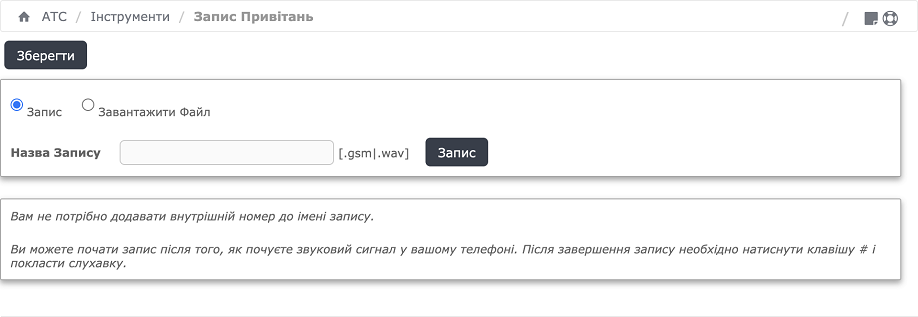 АТС / Інструменти / Запис Привітань /
Зберегти
Запис Завантажити Файл
Назва Запису [.gsm|.wav] Запис
Вам не потрібно додавати внутрішній номер до імені запису.
Ви можете почати запис після того, як почуєте звуковий сигнал у вашому телефоні. Після завершення запису необхідно натиснути клавішу # і
покласти слухавку.